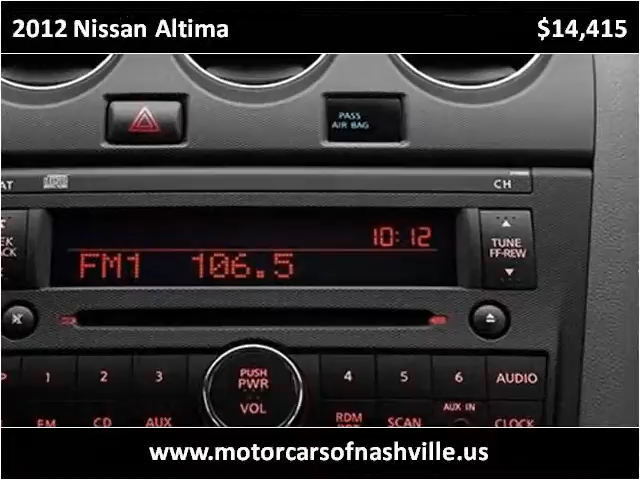 2012 Nissan Altima $14,415
PASS
AIR BAG
CH
10:12
TUNE
FF-REW
FM1 106.5
1 2 3 PUSH
PWR
VOL
4 5 6 AUDIO
AUX IN
FM CD AUX RDM SCAN CLOCK
www.motorcarsofnashville.us